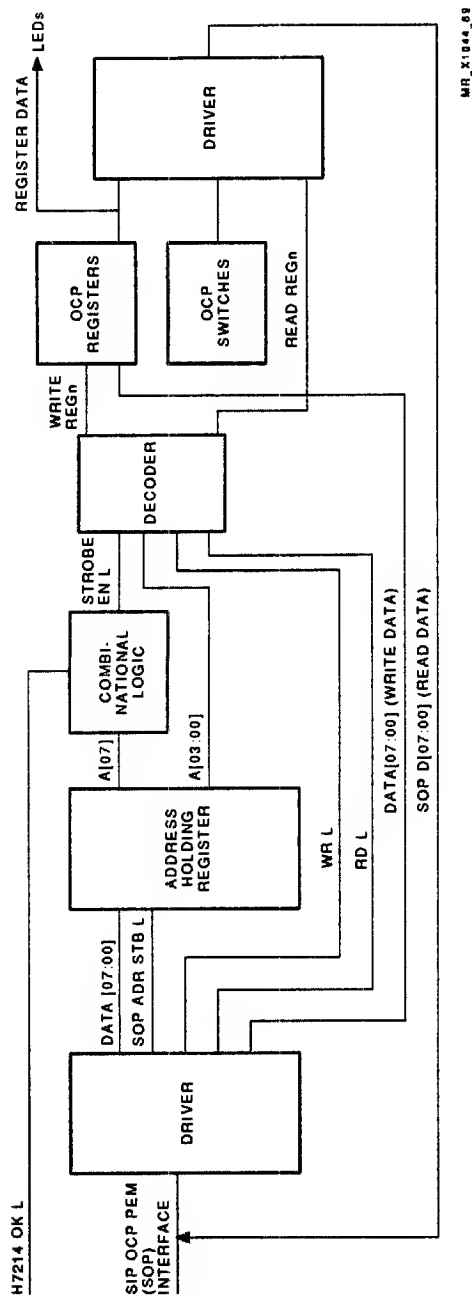 H7214 OK L
SIP OCP PEM
(SOP)
INTERFACE
DRIVER
DATA [07:00]
SOP ADR STB L
ADDRESS
HOLDING
REGISTER
A[07]
A[03:00]
COMBI-
NATIONAL
LOGIC
STROBE
EN L
DECODER
WRITE
REGn
OCP
REGISTERS
OCP
SWITCHES
READ REGn
REGISTER DATA
LEDs
DRIVER
WR L
RD L
DATA[07:00] (WRITE DATA)
SOP D[07:00] (READ DATA)
MR_X1044_89